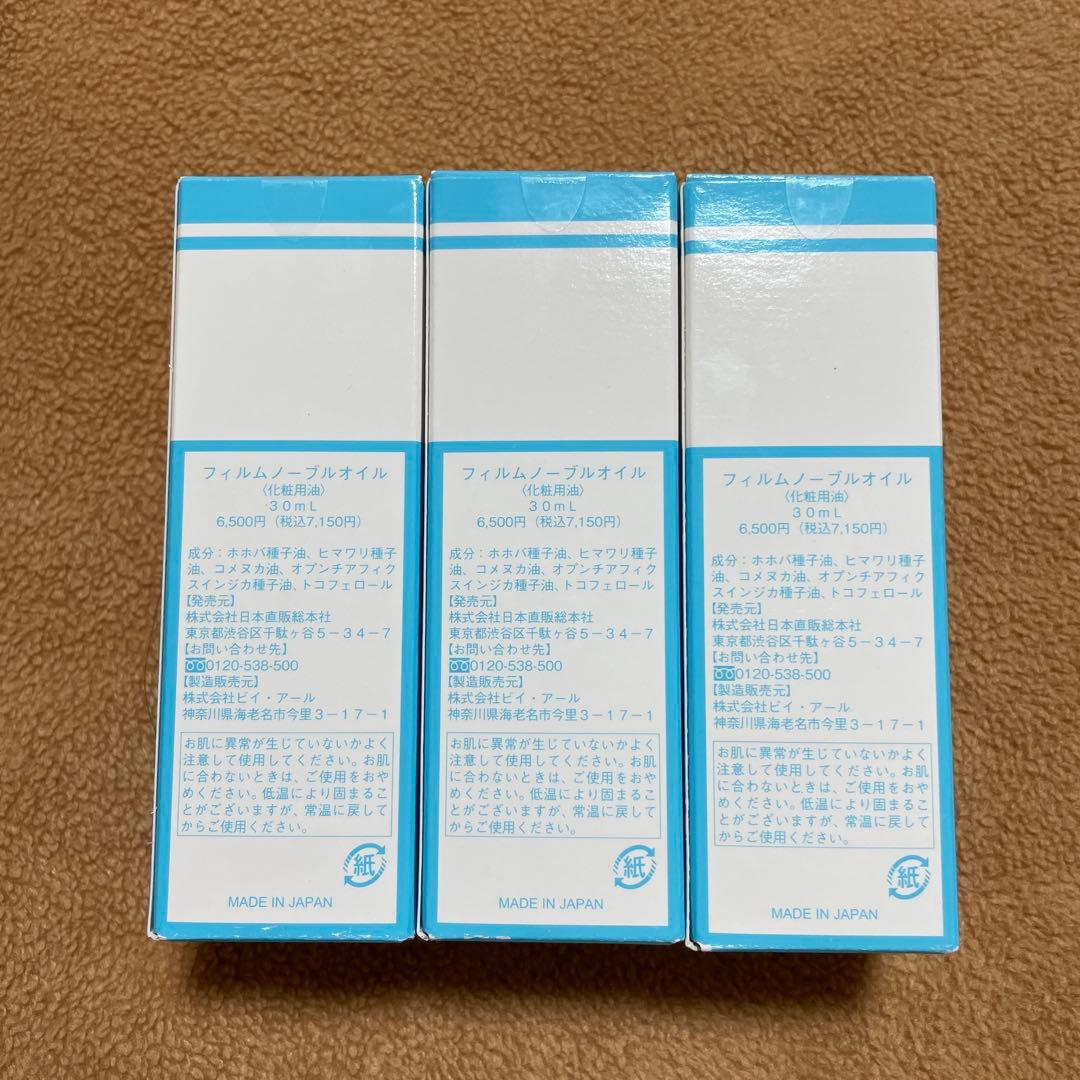 フィルムノーブルオイル
〈化粧用油〉
30mL
6,500円（税込7,150円）
成分：ホホバ種子油、ヒマワリ種子
油、コメヌカ油、オプンチアフィク
スインジカ種子油、トコフェロール
【発売元】
株式会社日本直販総本社
東京都渋谷区千駄ヶ谷5－34－7
【お問い合わせ先】
0120-538-500
【製造販売元】
株式会社ビイ・アール
神奈川県海老名市今里3－17－1
お肌に異常が生じていないかよく
注意して使用してください。お肌
に合わないときは、ご使用をおや
めください。低温により固まるこ
とがございますが、常温に戻して
からご使用ください。
紙
MADE IN JAPAN
フィルムノーブルオイル
〈化粧用油〉
30mL
6,500円（税込7,150円）
成分：ホホバ種子油、ヒマワリ種子
油、コメヌカ油、オプンチアフィク
スインジカ種子油、トコフェロール
【発売元】
株式会社日本直販総本社
東京都渋谷区千駄ヶ谷5－34－7
【お問い合わせ先】
0120-538-500
【製造販売元】
株式会社ビイ・アール
神奈川県海老名市今里3－17－1
お肌に異常が生じていないかよく
注意して使用してください。お肌
に合わないときは、ご使用をおや
めください。低温により固まるこ
とがございますが、常温に戻して
からご使用ください。
紙
MADE IN JAPAN
フィルムノーブルオイル
〈化粧用油〉
30mL
6,500円（税込7,150円）
成分：ホホバ種子油、ヒマワリ種子
油、コメヌカ油、オプンチアフィク
スインジカ種子油、トコフェロール
【発売元】
株式会社日本直販総本社
東京都渋谷区千駄ヶ谷5－34－7
【お問い合わせ先】
0120-538-500
【製造販売元】
株式会社ビイ・アール
神奈川県海老名市今里3－17－1
お肌に異常が生じていないかよく
注意して使用してください。お肌
に合わないときは、ご使用をおや
めください。低温により固まるこ
とがございますが、常温に戻して
からご使用ください。
紙
MADE IN JAPAN